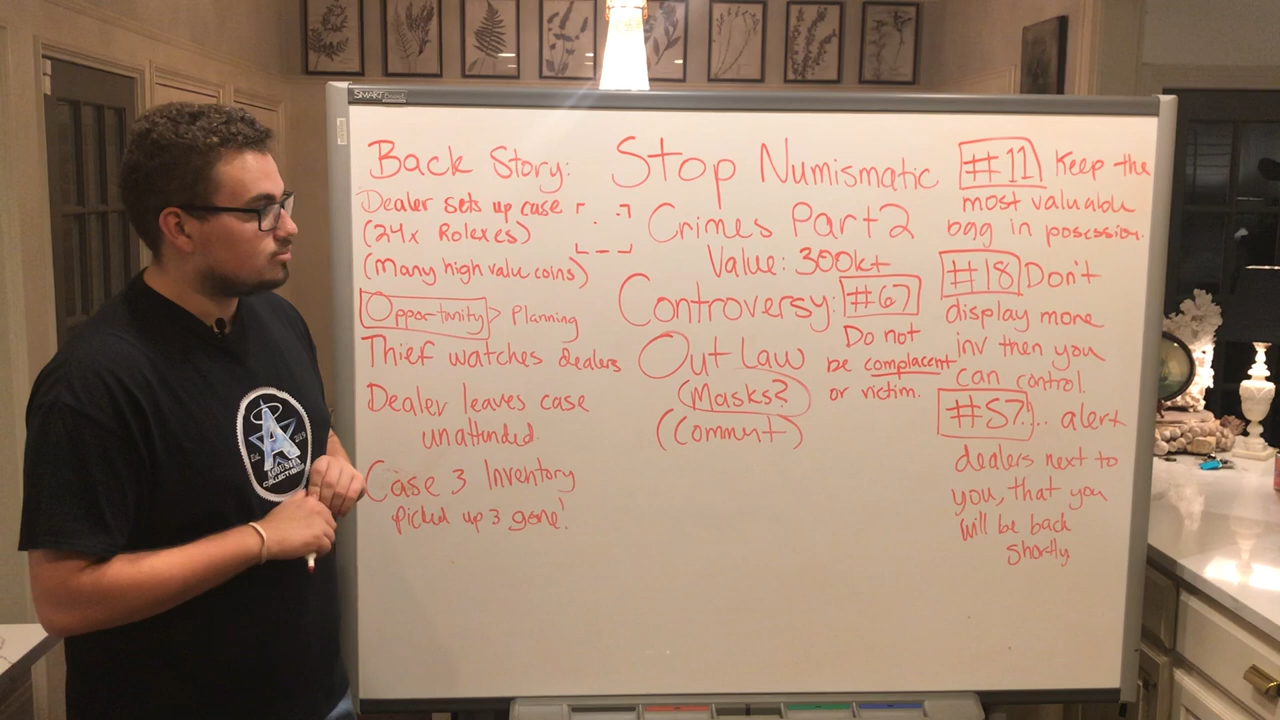 SMART Board
Back Story:
Dealer sets up case
(24x Rolexes)
(Many high value coins)
Opportunity > Planning
Thief watches dealers
Dealer leaves case
unattended.
Case 3 Inventory
picked up 3 gone!
Stop Numismatic
Crimes Part 2
Value: 300k+
Controversy:
Outlaw
(Masks?)
(Comment)
#67
Do not
be complacent
or victim.
#11 Keep the
most valuable
bag in posession.
#18 Don't
display more
inv then you
can control.
#57... alert
dealers next to
you, that you
will be back
shortly
A
Est.
2019
COLLECTIBLES